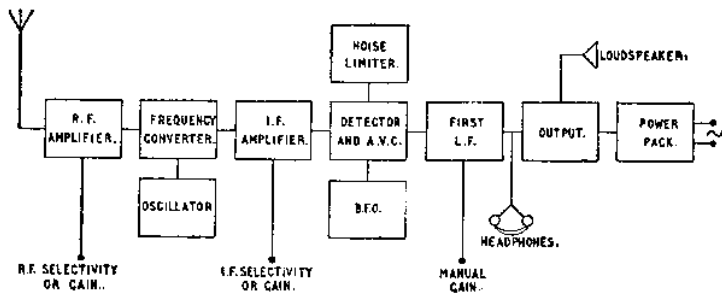 NOISE
LIMITER.
LOUDSPEAKER.
R.F.
AMPLIFIER.
FREQUENCY
CONVERTER.
I.F.
AMPLIFIER.
DETECTOR
AND A.V.C.
FIRST
L.F.
OUTPUT.
POWER
PACK.
OSCILLATOR
B.F.O.
HEADPHONES.
R.F. SELECTIVITY
OR GAIN..
I.F. SELECTIVITY
OR GAIN..
MANUAL
GAIN..